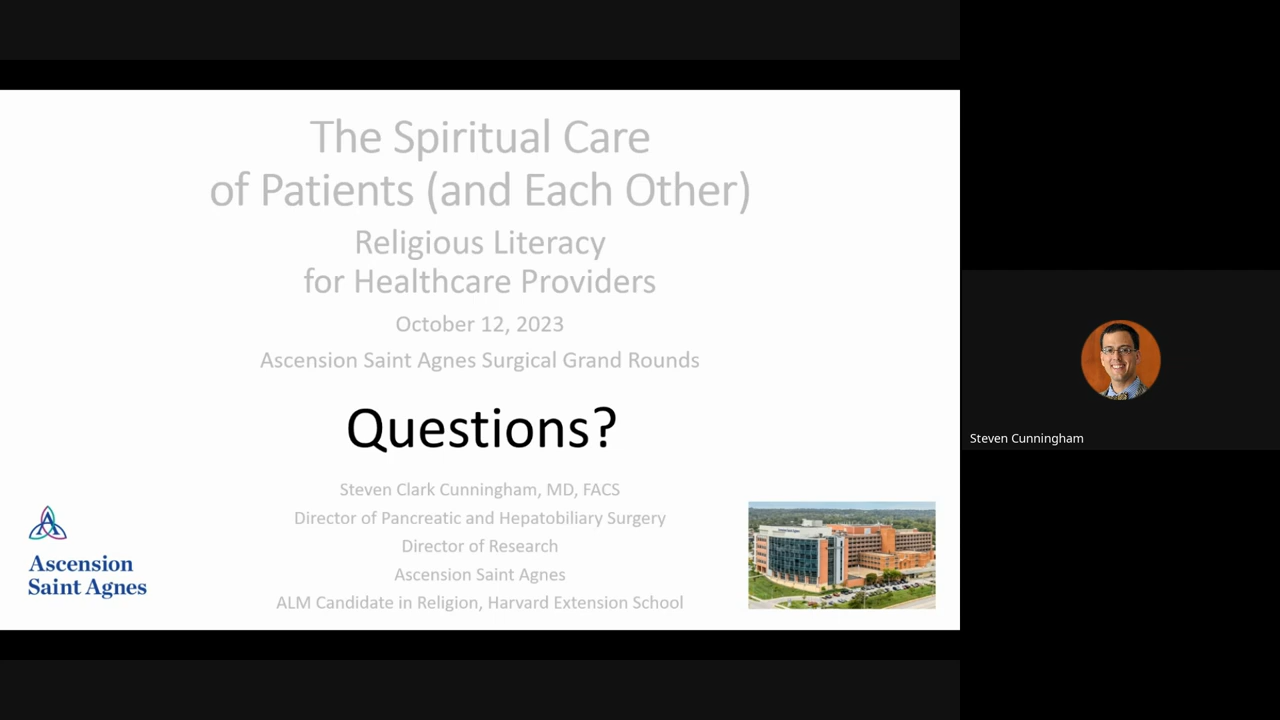 The Spiritual Care
of Patients (and Each Other)
Religious Literacy
for Healthcare Providers
October 12, 2023
Ascension Saint Agnes Surgical Grand Rounds
Questions?
Steven Clark Cunningham, MD, FACS
Director of Pancreatic and Hepatobiliary Surgery
Director of Research
Ascension Saint Agnes
ALM Candidate in Religion, Harvard Extension School
Ascension
Saint Agnes
Steven Cunningham